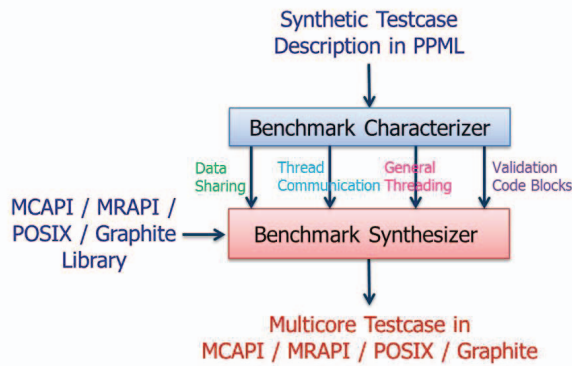 Synthetic Testcase
Description in PPML
Benchmark Characterizer
Data
Sharing
Thread
Communication
General
Threading
Validation
Code Blocks
MCAPI / MRAPI /
POSIX / Graphite
Library
Benchmark Synthesizer
Multicore Testcase in
MCAPI / MRAPI / POSIX / Graphite